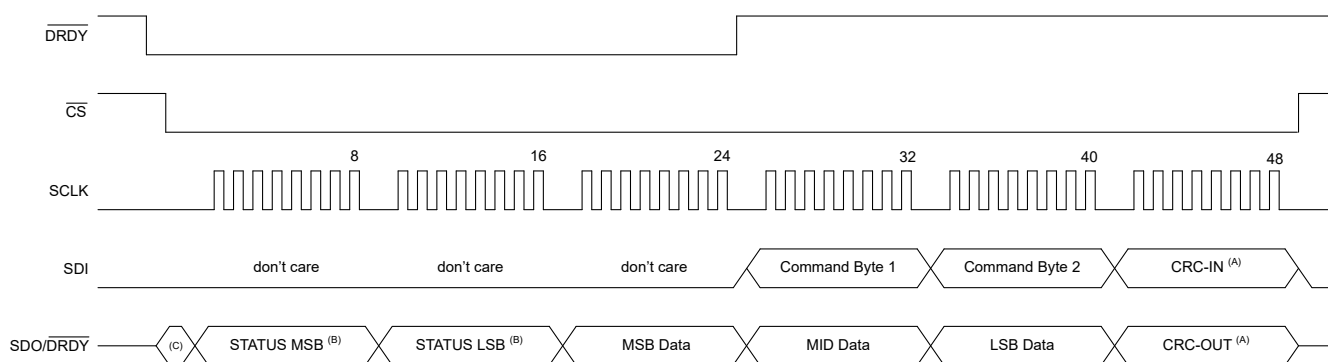 DRDY
CS
8 16 24 32 40 48
SCLK
SDI don't care don't care don't care Command Byte 1 Command Byte 2 CRC-IN (A)
SDO/DRDY (C) STATUS MSB (B) STATUS LSB (B) MSB Data MID Data LSB Data CRC-OUT (A)